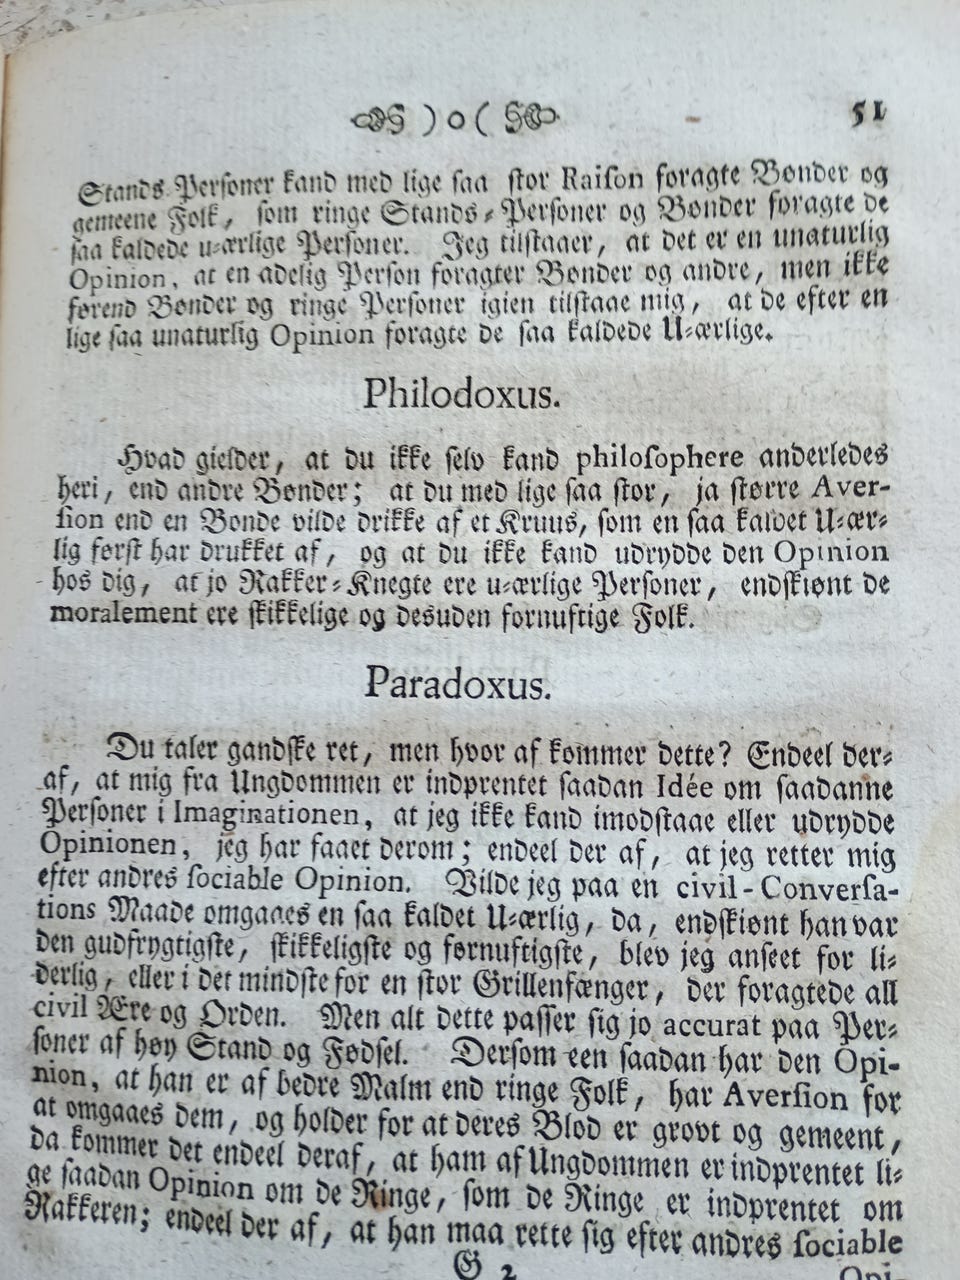 )o( 51
Stands Personer kand med lige saa stor Raison foragte Bønder og
gemeene Folk, som ringe Stands-Personer og Bønder foragte de
saa kaldede u-ærlige Personer. Jeg tilstaaer, at det er en unaturlig
Opinion, at en adelig Person foragter Bønder og andre, men ikke
førend Bønder og ringe Personer igien tilstaae mig, at de efter en
lige saa unaturlig Opinion foragte de saa kaldede U-ærlige.
Philodoxus.
Hvad gielder, at du ikke selv kand philosophere anderledes
heri, end andre Bønder; at du med lige saa stor, ja større Aver-
sion end en Bonde vilde drikke af et Kruus, som en saa kaldet U-ær-
lig først har drukket af, og at du ikke kand udrydde den Opinion
hos dig, at jo Rakker-Knegte ere u-ærlige Personer, endskiønt de
moralement ere skikkelige og desuden fornuftige Folk.
Paradoxus.
Du taler gandske ret, men hvor af kommer dette? Endeel der-
af, at mig fra Ungdommen er indprentet saadan Idée om saadanne
Personer i Imaginationen, at jeg ikke kand imodstaae eller udrydde
Opinionen, jeg har faaet derom; endeel der af, at jeg retter mig
efter andres sociable Opinion. Vilde jeg paa en civil-Conversa-
tions Maade omgaaes en saa kaldet U-ærlig, da, endskiønt han var
den gudfrygtigste, skikkeligste og fornuftigste, blev jeg anseet for li-
derlig, eller i det mindste for en stor Grillenfænger, der foragtede all
civil Ære og Orden. Men alt dette passer sig jo accurat paa Per-
soner af høy Stand og Fødsel. Dersom een saadan har den Opi-
nion, at han er af bedre Malm end ringe Folk, har Aversion for
at omgaaes dem, og holder for at deres Blod er grovt og gemeent,
da kommer det endeel deraf, at ham af Ungdommen er indprentet li-
ge saadan Opinion om de Ringe, som de Ringe er indprentet om
Rakkeren; endeel der af, at han maa rette sig efter andres sociable
G 2 Opi-